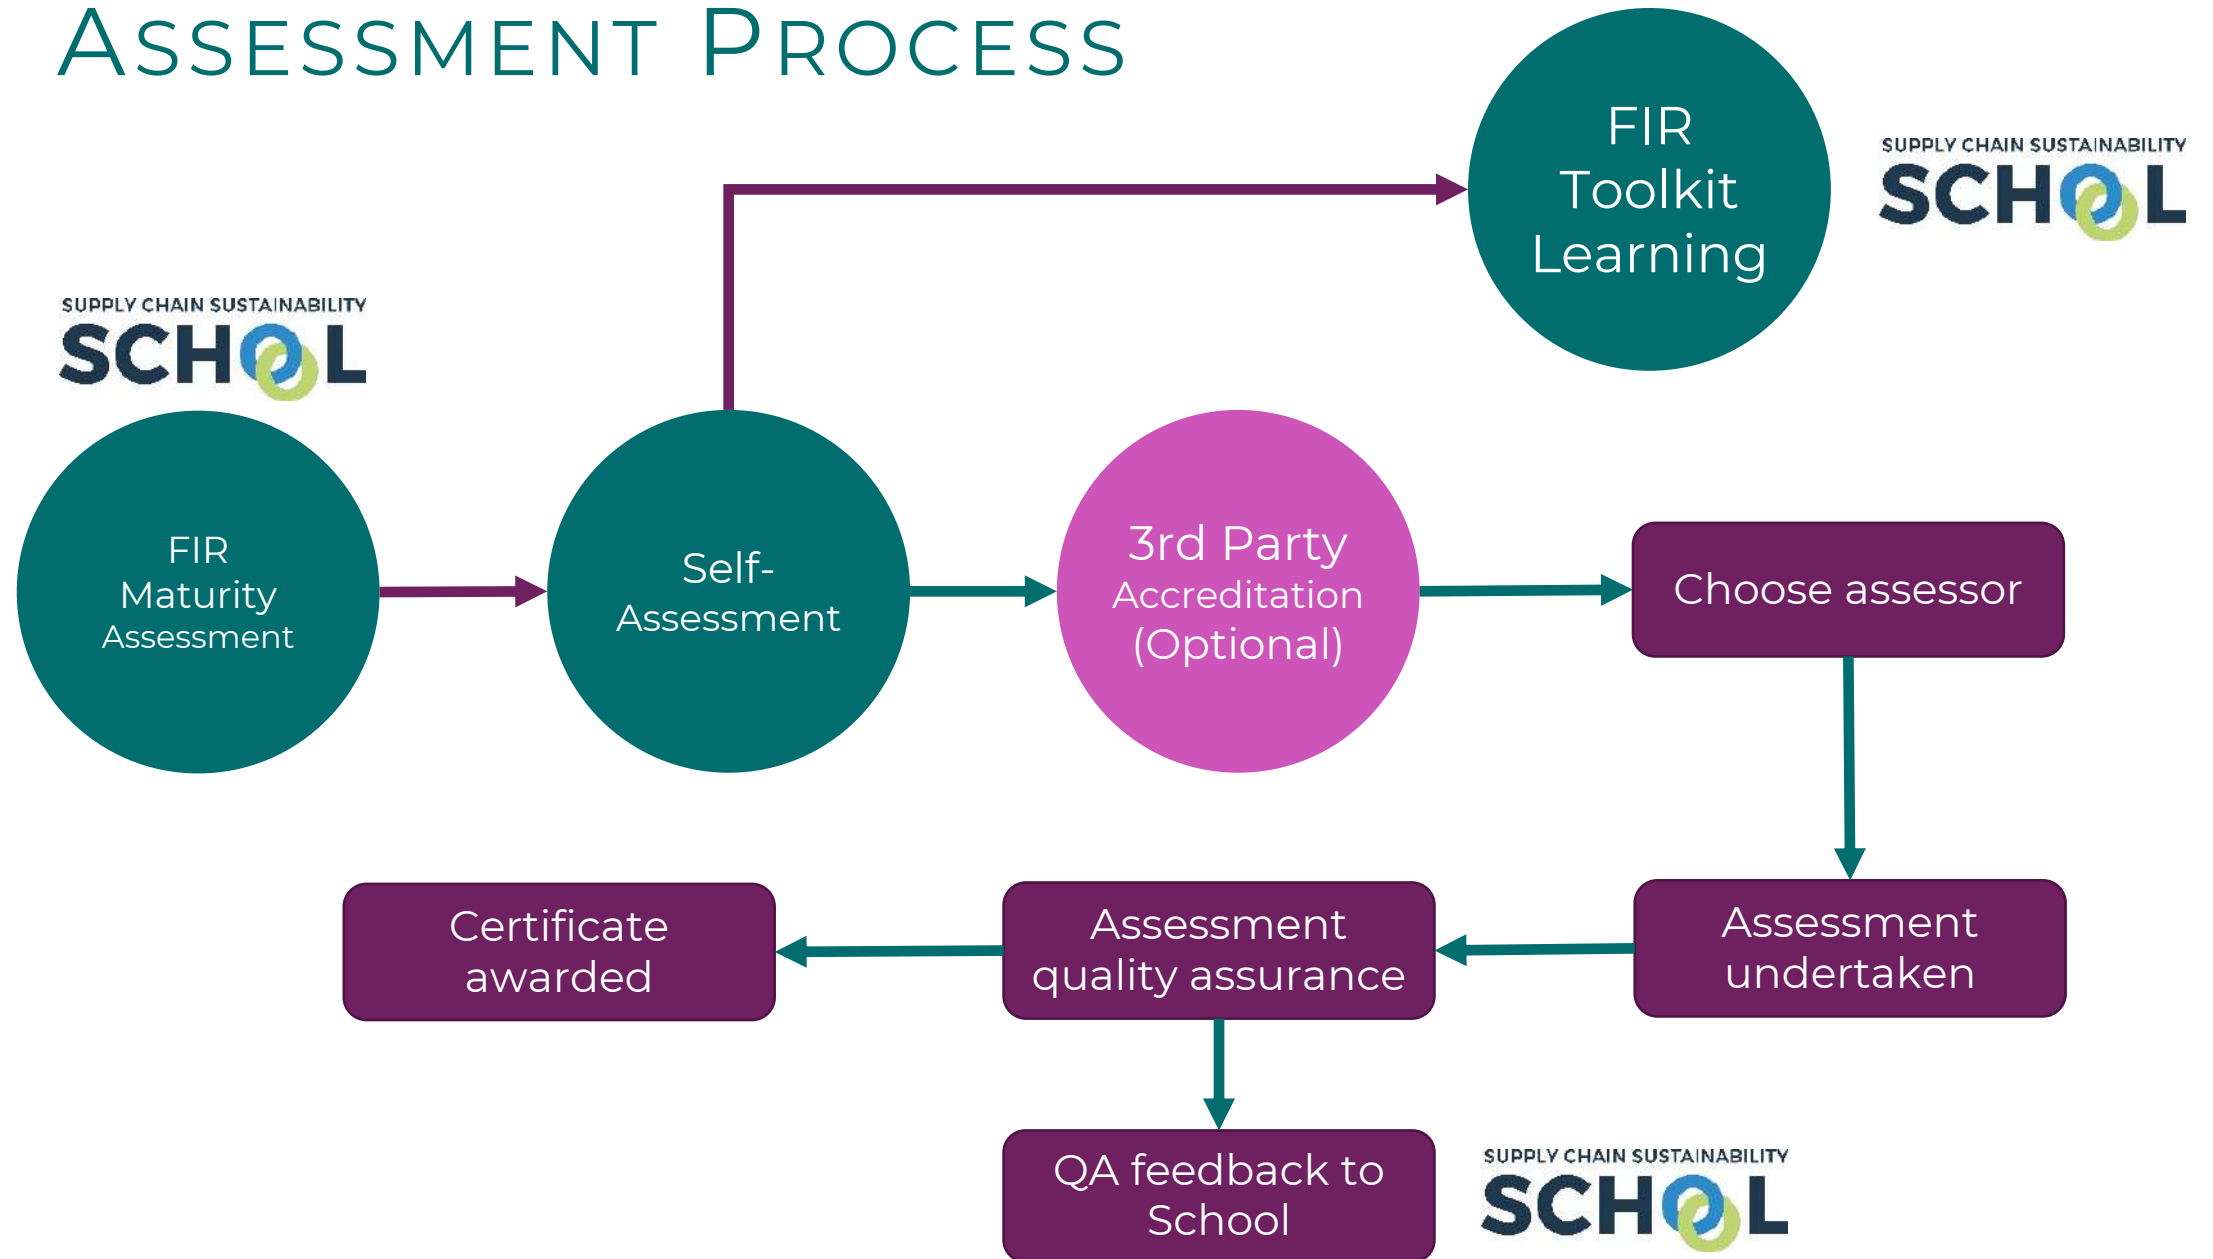 ASSESSMENT PROCESS
FIR
Toolkit
Learning
SUPPLY CHAIN SUSTAINABILITY
SCHOOL
SUPPLY CHAIN SUSTAINABILITY
SCHOOL
FIR
Maturity
Assessment
Self-
Assessment
3rd Party
Accreditation
(Optional)
Choose assessor
Certificate
awarded
Assessment
quality assurance
Assessment
undertaken
QA feedback to
School
SUPPLY CHAIN SUSTAINABILITY
SCHOOL